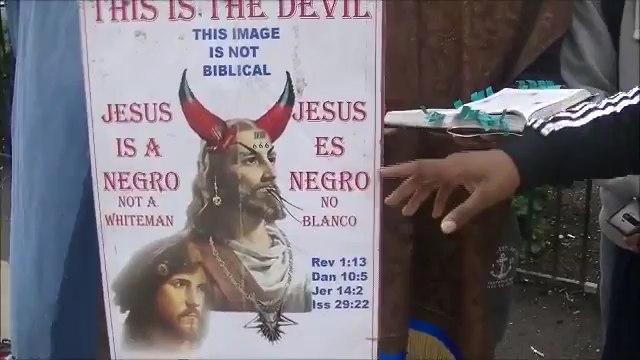 THIS IS THE DEVIL
THIS IMAGE
IS NOT
BIBLICAL
JESUS
IS A
NEGRO
NOT A
WHITEMAN
JESUS
ES
NEGRO
NO
BLANCO
666
Rev 1:13
Dan 10:5
Jer 14:2
Iss 29:22